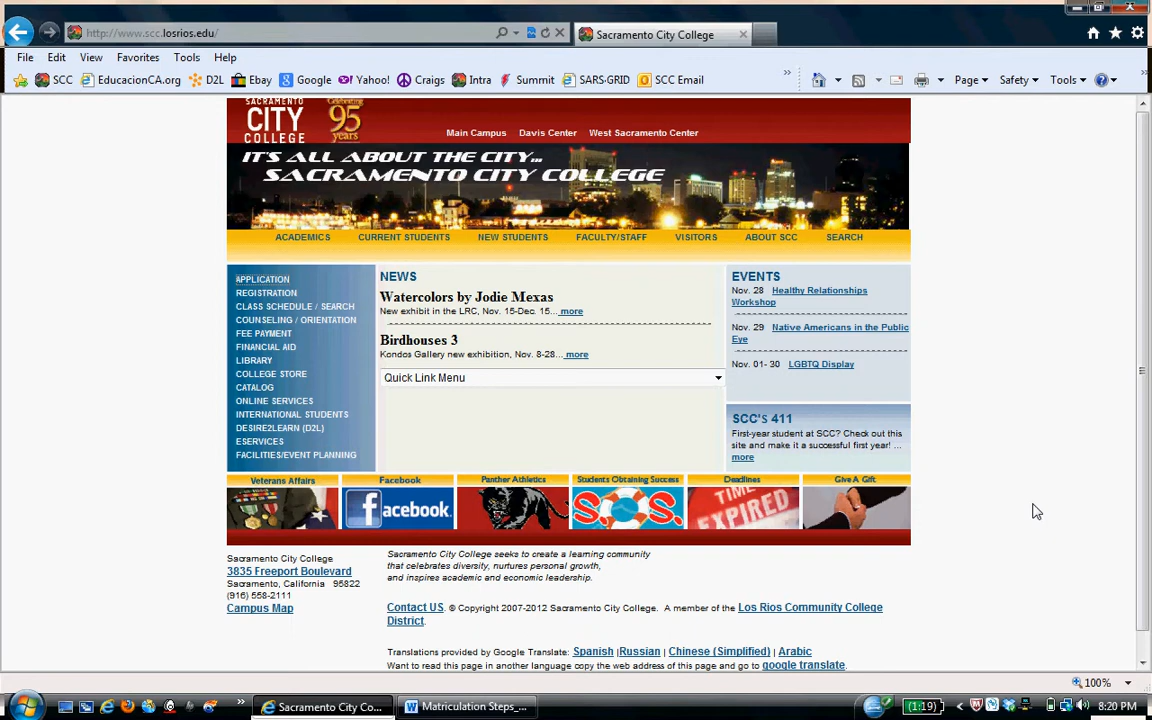 http://www.scc.losrios.edu/
Sacramento City College
File Edit View Favorites Tools Help
SCC EducacionCA.org D2L Ebay Google Yahoo! Craigs Intra Summit SARS·GRID SCC Email
Page Safety Tools
SACRAMENTO
CITY
COLLEGE
Celebrating
95
years
Main Campus Davis Center West Sacramento Center
IT'S ALL ABOUT THE CITY...
SACRAMENTO CITY COLLEGE
ACADEMICS CURRENT STUDENTS NEW STUDENTS FACULTY/STAFF VISITORS ABOUT SCC SEARCH
APPLICATION
REGISTRATION
CLASS SCHEDULE / SEARCH
COUNSELING / ORIENTATION
FEE PAYMENT
FINANCIAL AID
LIBRARY
COLLEGE STORE
CATALOG
ONLINE SERVICES
INTERNATIONAL STUDENTS
DESIRE2LEARN (D2L)
ESERVICES
FACILITIES/EVENT PLANNING
NEWS
Watercolors by Jodie Mexas
New exhibit in the LRC, Nov. 15-Dec. 15... more
Birdhouses 3
Kondos Gallery new exhibition, Nov. 8-28... more
Quick Link Menu
EVENTS
Nov. 28 Healthy Relationships
Workshop
Nov. 29 Native Americans in the Public
Eye
Nov. 01- 30 LGBTQ Display
SCC'S 411
First-year student at SCC? Check out this
site and make it a successful first year! ...
more
Veterans Affairs Facebook Panther Athletics Students Obtaining Success Deadlines Give A Gift
facebook.
S.O.S.
TIME
EXPIRED
Sacramento City College
3835 Freeport Boulevard
Sacramento, California 95822
(916) 558-2111
Campus Map
Sacramento City College seeks to create a learning community
that celebrates diversity, nurtures personal growth,
and inspires academic and economic leadership.
Contact US. © Copyright 2007-2012 Sacramento City College. A member of the Los Rios Community College
District.
Translations provided by Google Translate: Spanish |Russian | Chinese (Simplified) | Arabic
Want to read this page in another language copy the web address of this page and go to google translate.
100%
Sacramento City Co... Matriculation Steps_... (1:19) 8:20 PM